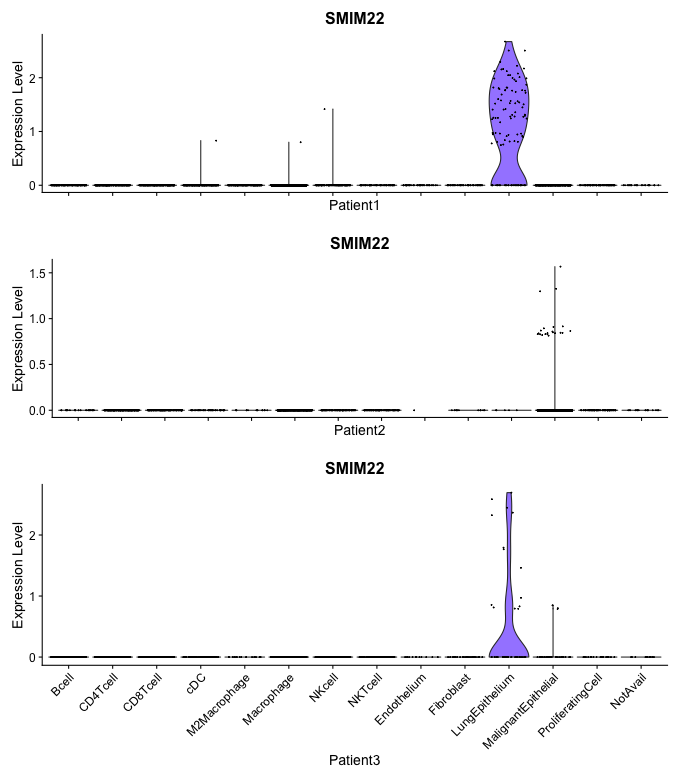 SMIM22
Expression Level
2
1
0
Patient1
SMIM22
Expression Level
1.5
1.0
0.5
0.0
Patient2
SMIM22
Expression Level
2
1
0
Bcell
CD4Tcell
CD8Tcell
cDC
M2Macrophage
Macrophage
NKcell
NKTcell
Endothelium
Fibroblast
LungEpithelium
MalignantEpithelial
ProliferatingCell
NotAvail
Patient3